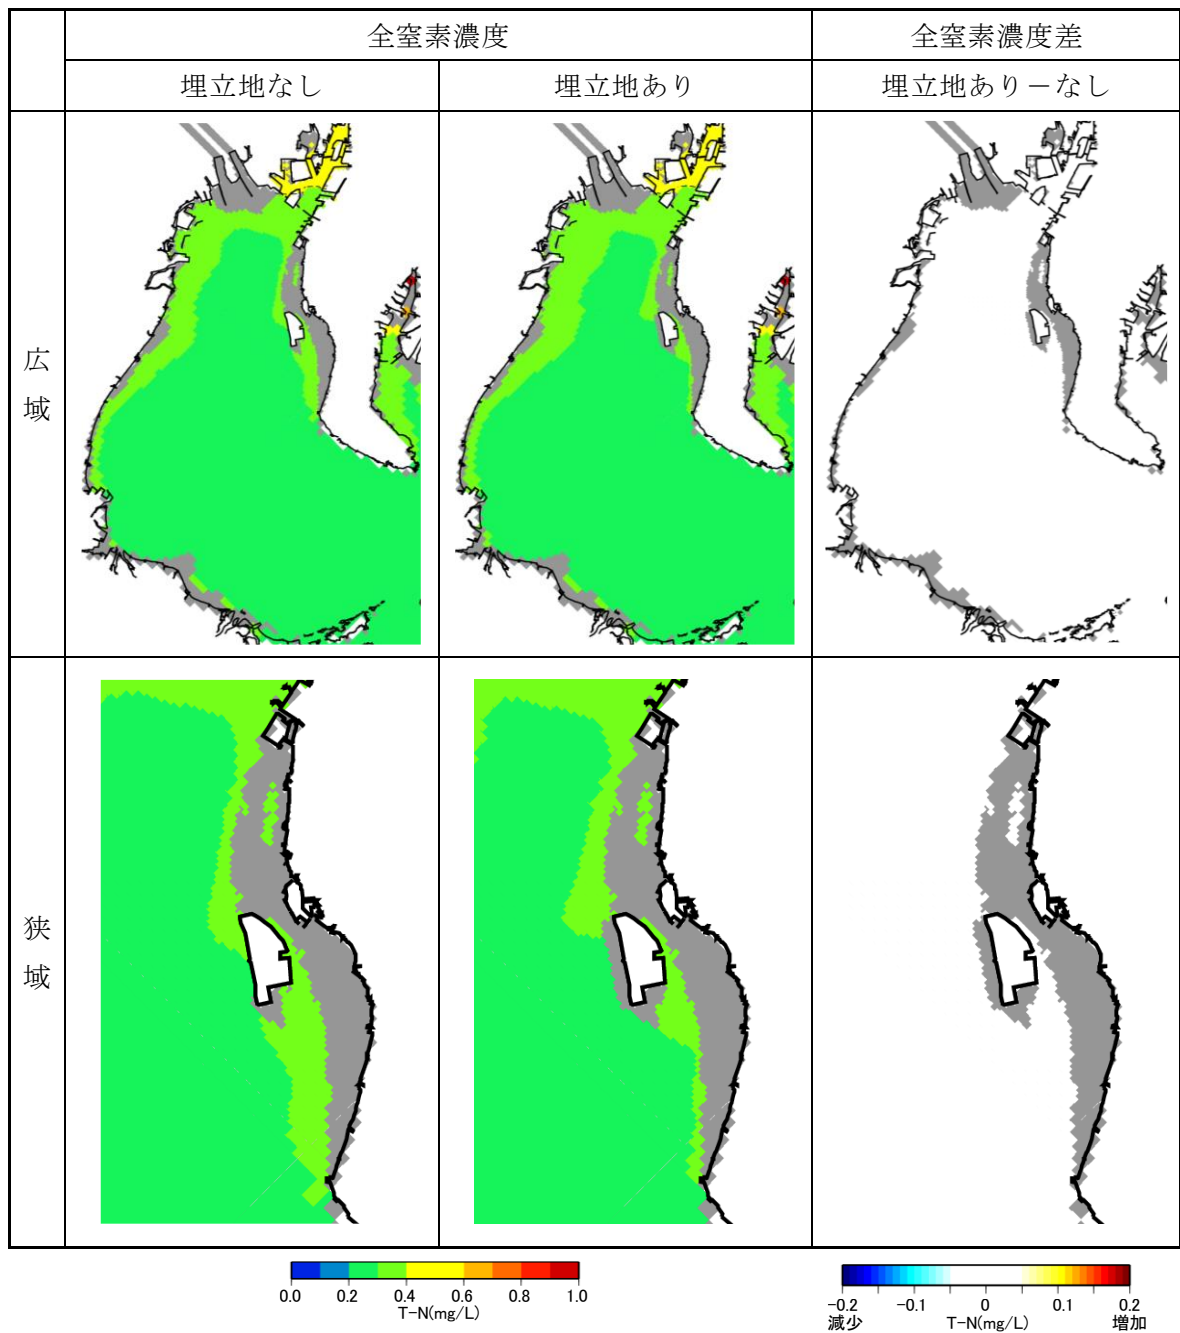 全窒素濃度 全窒素濃度差
埋立地なし 埋立地あり 埋立地あり－なし
広域
狭域
0.0 0.2 0.4 0.6 0.8 1.0
T-N(mg/L)
-0.2 -0.1 0 0.1 0.2
減少 T-N(mg/L) 増加